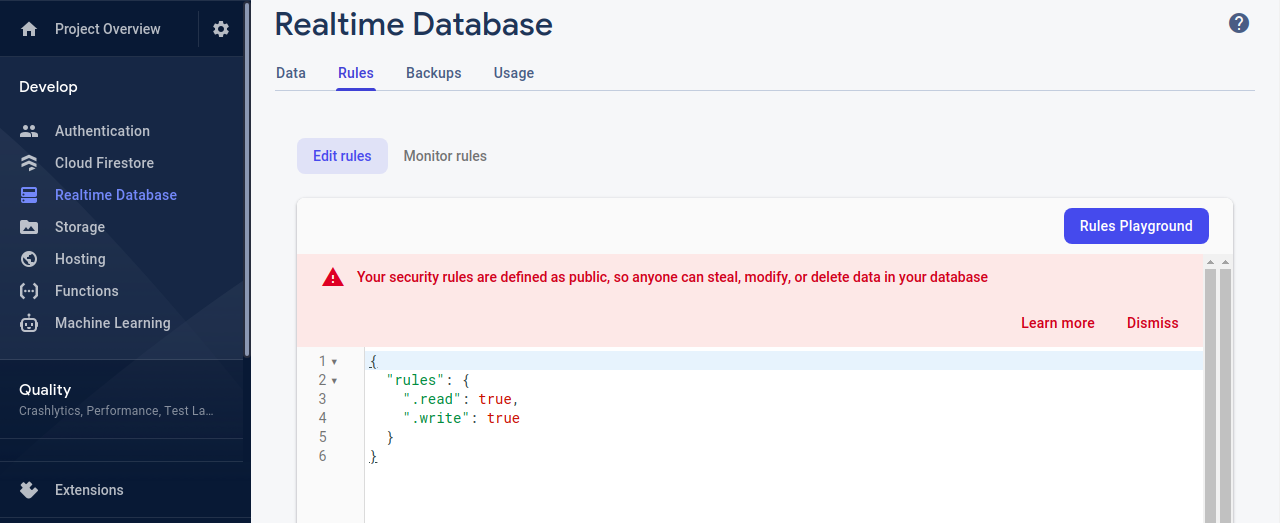 Project Overview
Develop
Authentication
Cloud Firestore
Realtime Database
Storage
Hosting
Functions
Machine Learning
Quality
Crashlytics, Performance, Test La...
Extensions
Realtime Database
Data Rules Backups Usage
Edit rules Monitor rules
Rules Playground
Your security rules are defined as public, so anyone can steal, modify, or delete data in your database
Learn more Dismiss
1 {
2 "rules": {
3 ".read": true,
4 ".write": true
5 }
6 }